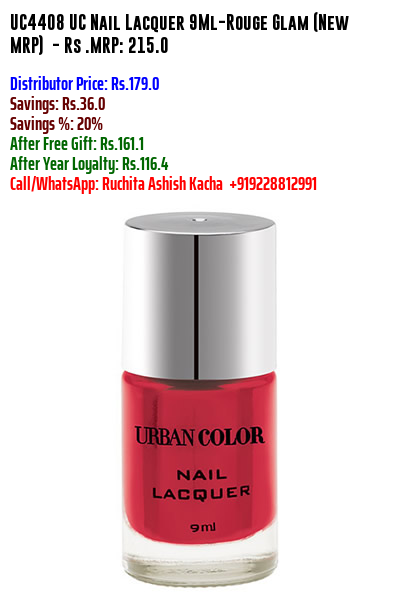 UC4408 UC Nail Lacquer 9Ml-Rouge Glam (New
MRP) - Rs .MRP: 215.0
Distributor Price: Rs.179.0
Savings: Rs.36.0
Savings %: 20%
After Free Gift: Rs.161.1
After Year Loyalty: Rs.116.4
Call/WhatsApp: Ruchita Ashish Kacha +919228812991
URBAN COLOR
NAIL
LACQUER
9ml